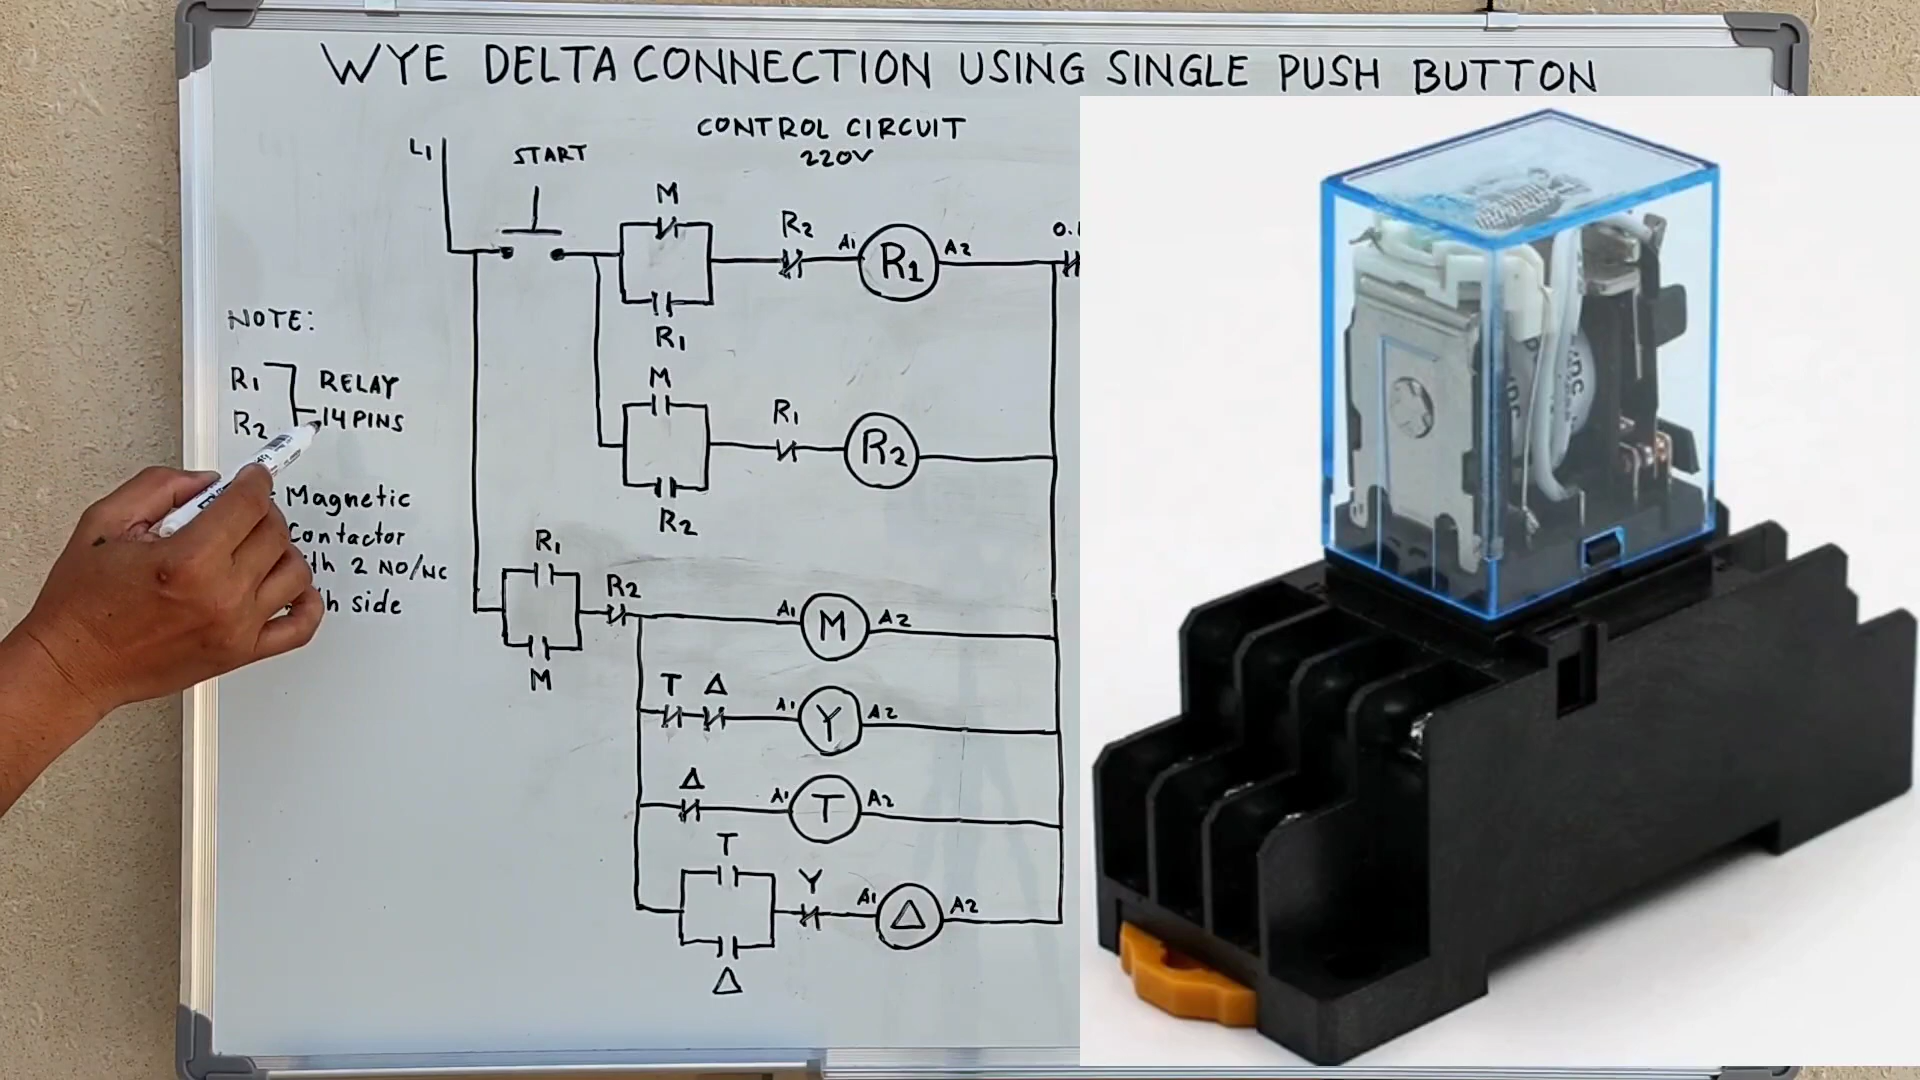 WYE DELTA CONNECTION USING SINGLE PUSH BUTTON
CONTROL CIRCUIT
220V
L1
START
M
R2
A1
R1
A2
R1
NOTE:
R1
R2
RELAY
14 PINS
M
R1
R2
R2
Magnetic
Contactor
2 NO/NC
side
R1
R2
M
A1
M
A2
T Δ
A1
Y
A2
Δ
A1
T
A2
T
Y
A1
Δ
A2
Δ